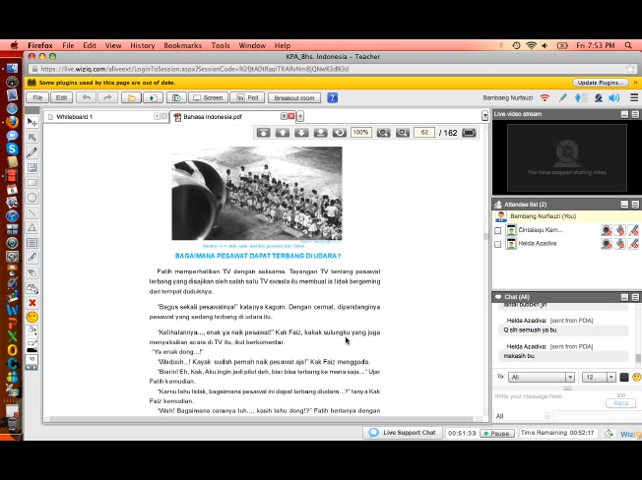 Firefox File Edit View History Bookmarks Tools Window Help
Fri 7:53 PM
KPA_Bhs. Indonesia – Teacher
Some plugins used by this page are out of date.
Update Plugins...
File Edit Screen Poll Breakout room ?
Bambang Nurfauzi
Whiteboard 1
Bahasa Indonesia.pdf
100% 62 / 162
Live video stream
You have stopped sharing video
BAGAIMANA PESAWAT DAPAT TERBANG DI UDARA?
Fatih memperhatikan TV dengan seksama. Tayangan TV tentang pesawat
terbang yang disajikan oleh salah satu TV swasta itu membuat ia tidak bergeming
dari tempat duduknya.
"Bagus sekali pesawatnya!" katanya kagum. Dengan cermat, dipandanginya
pesawat yang sedang terbang di udara itu.
"Kelihatannya..., enak ya naik pesawat!" Kak Faiz, kakak sulungku yang juga
menyaksikan acara di TV itu, ikut berkomentar.
"Ya enak dong...!"
"Waduuh...! Kayak sudah pernah naik pesawat aja!" Kak Faiz menggoda.
"Biarin! Eh, Kak, Aku ingin jadi pilot deh, biar bisa terbang ke mana saja..." Ujar
Fatih kemudian.
"Kamu tahu tidak, bagaimana pesawat ini dapat terbang di udara...?" tanya Kak
Faiz kemudian.
"Wah! Bagaimana caranya tuh..., kasih tahu dong!?" Fatih bertanya dengan
Attendee list (2)
Bambang Nurfauzi (You)
Helda Azadiva
Chat (All)
Helda Azadiva [sent from PDA]
Q sih semuah ya bu
Helda Azadiva [sent from PDA]
makasih bu
To: All 12
Write your message here.
300
Send
All
Live Support Chat
00:51:33
Pause
Time Remaining 00:52:17